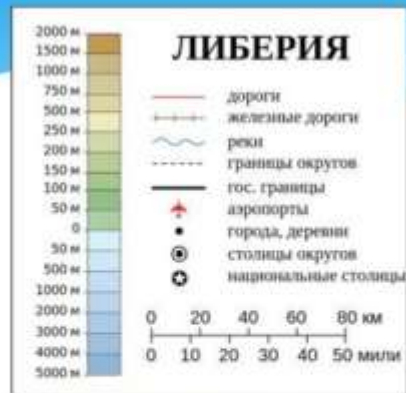 2000 м
1500 м
1000 м
750 м
500 м
250 м
200 м
150 м
100 м
50 м
0
50 м
500 м
1000 м
2000 м
3000 м
4000 м
5000 м
ЛИБЕРИЯ
дороги
железные дороги
реки
границы округов
гос. границы
аэропорты
города, деревни
столицы округов
национальные столицы
0 20 40 60 80 км
0 10 20 30 40 50 мили